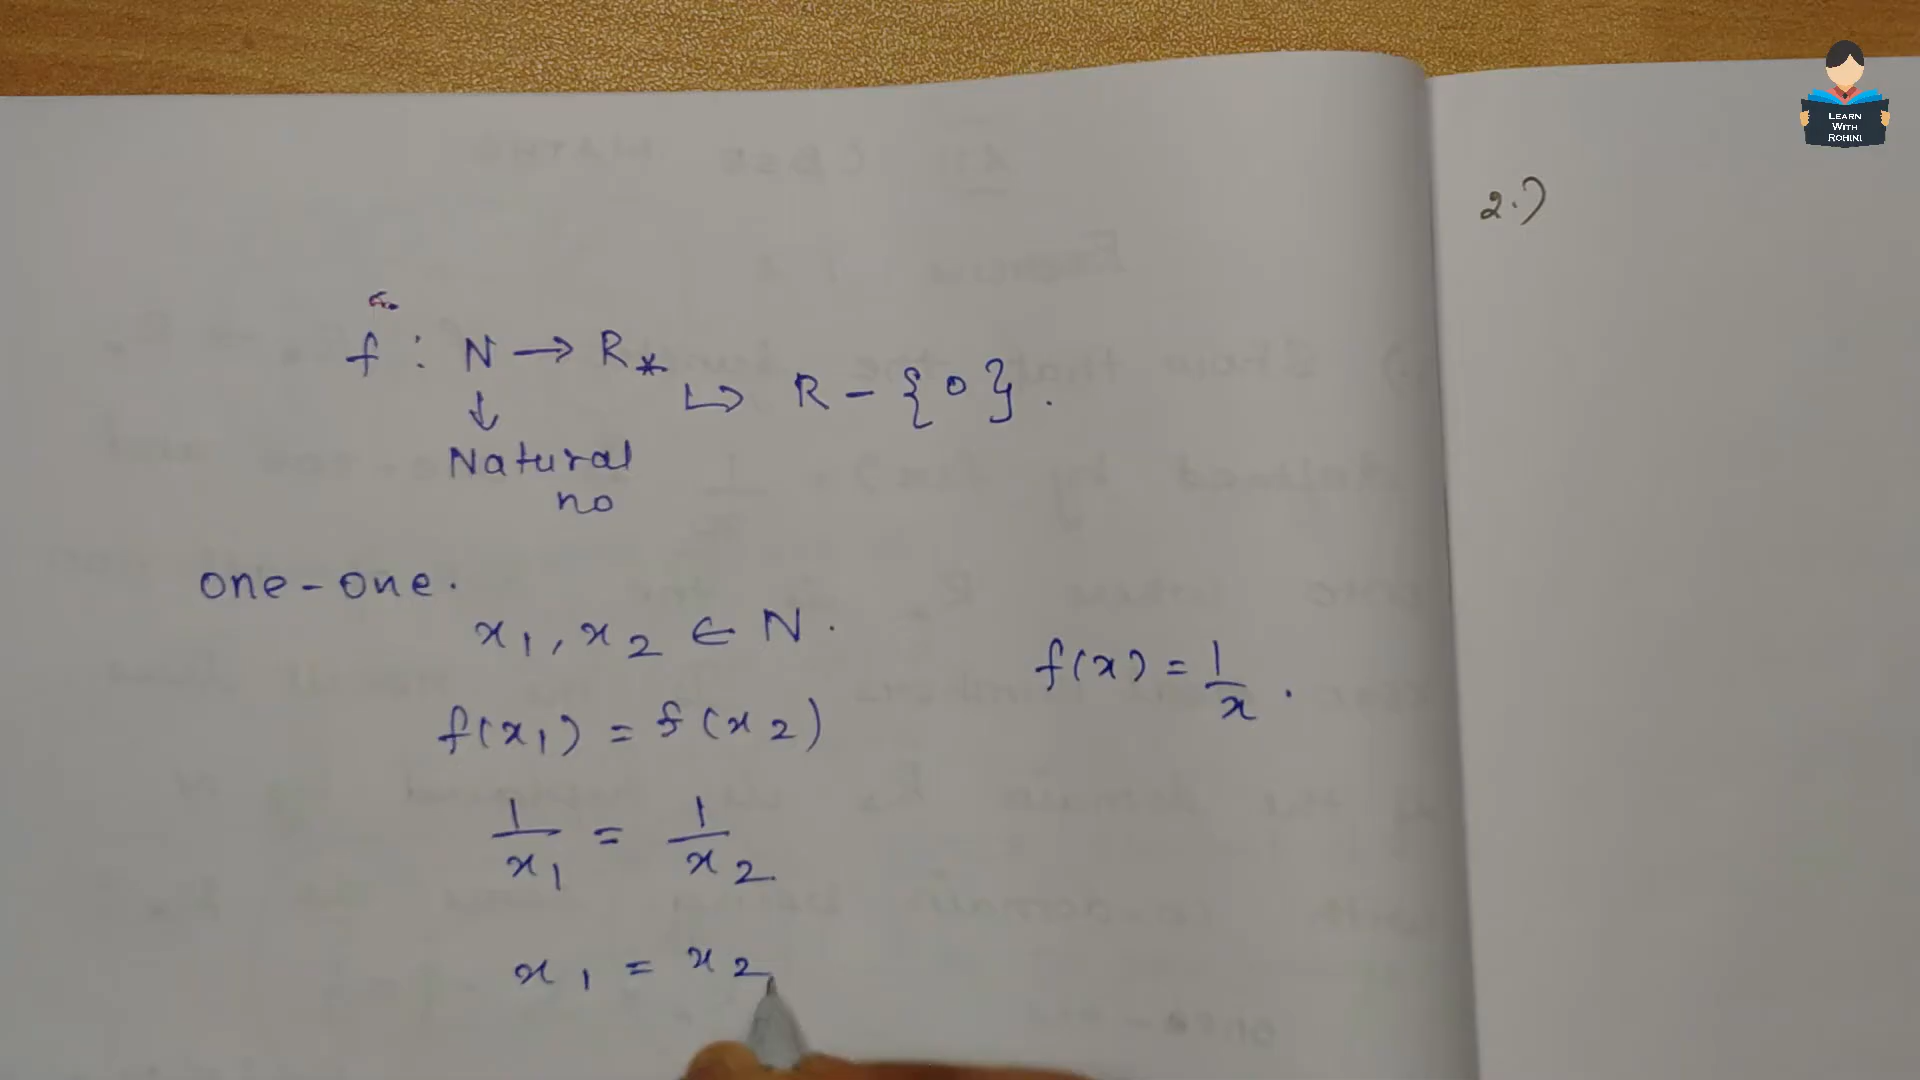 f : N → R* ↳ R - {0}.
↓
Natural
no
one-one.
x₁, x₂ ∈ N.
f(x₁) = f(x₂)
1/x₁ = 1/x₂
x₁ = x₂
f(x) = 1/x.
2.)
LEARN
WITH
ROHINI